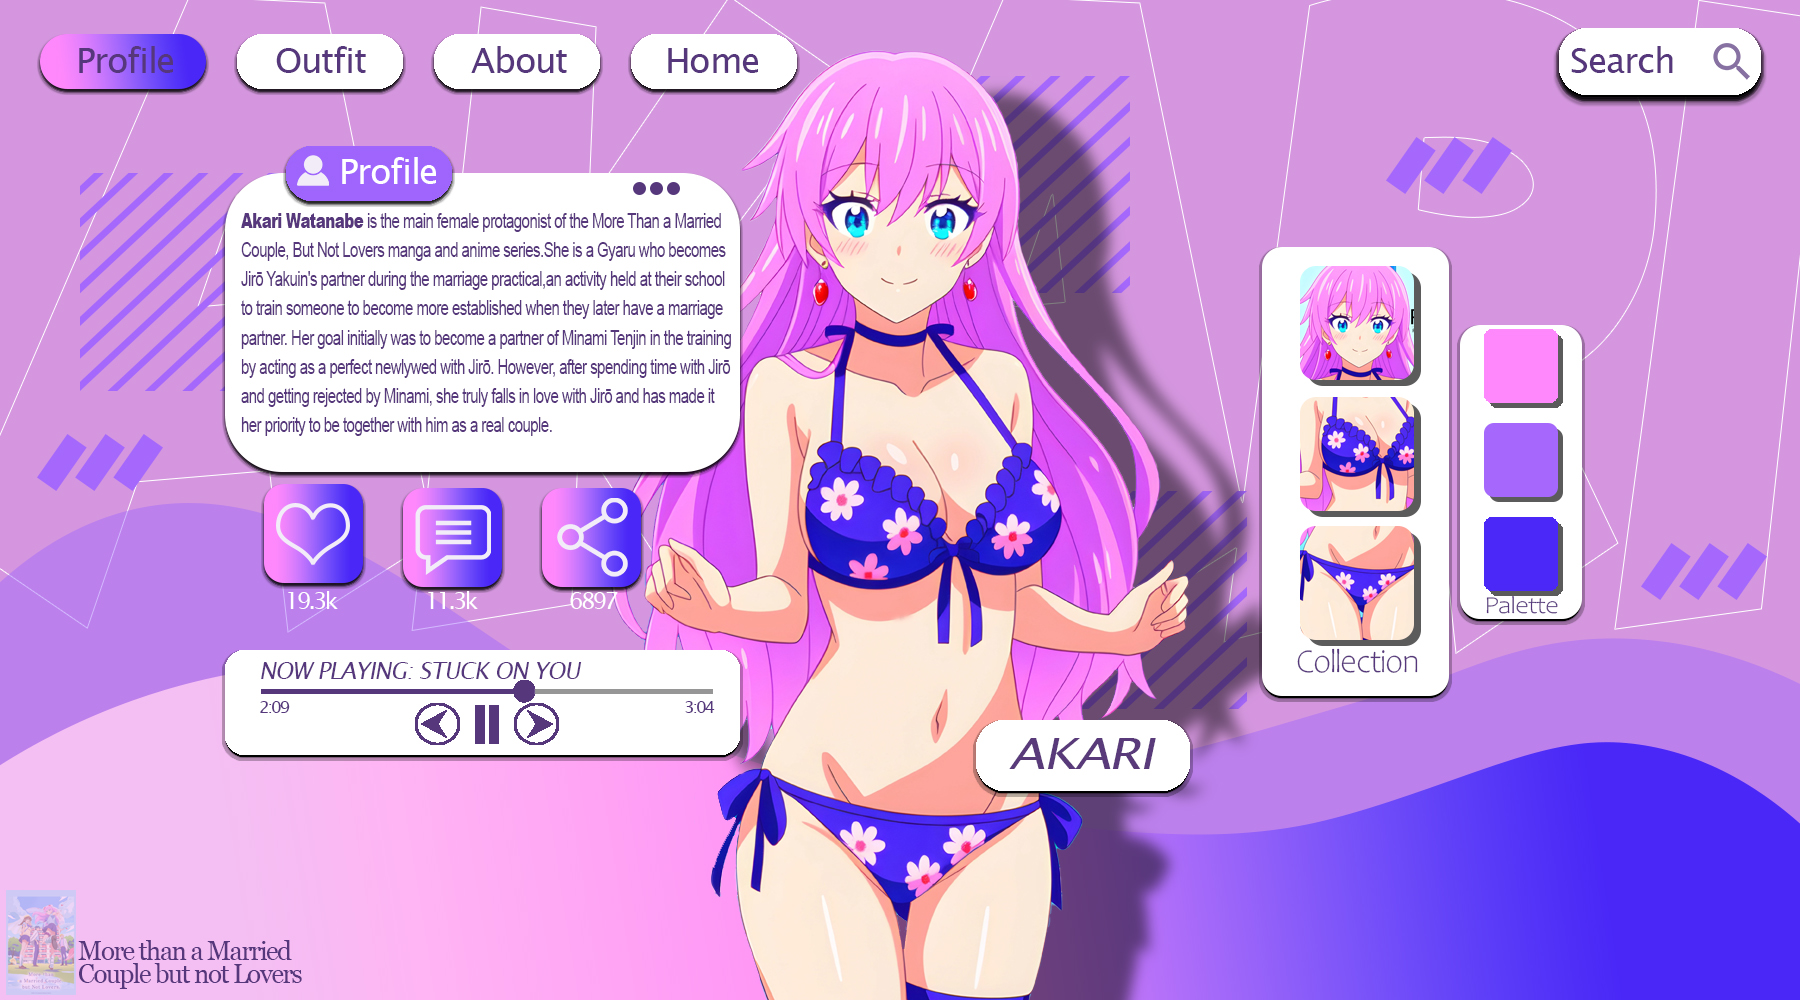 Profile
Outfit
About
Home
Search
Profile
Akari Watanabe is the main female protagonist of the More Than a Married
Couple, But Not Lovers manga and anime series.She is a Gyaru who becomes
Jirō Yakuin's partner during the marriage practical,an activity held at their school
to train someone to become more established when they later have a marriage
partner. Her goal initially was to become a partner of Minami Tenjin in the training
by acting as a perfect newlywed with Jirō. However, after spending time with Jirō
and getting rejected by Minami, she truly falls in love with Jirō and has made it
her priority to be together with him as a real couple.
19.3k
11.3k
6897
NOW PLAYING: STUCK ON YOU
2:09
3:04
AKARI
Collection
Palette
More than a Married
Couple but not Lovers